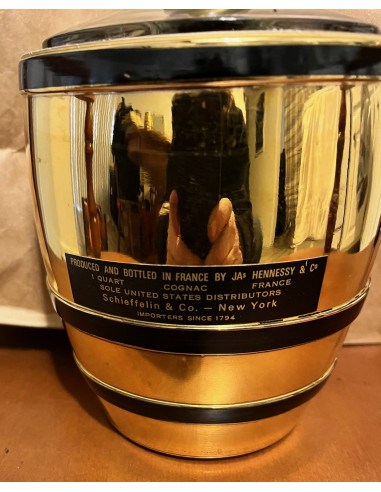 PRODUCED AND BOTTLED IN FRANCE BY JAs HENNESSY & Co
1 QUART COGNAC FRANCE
SOLE UNITED STATES DISTRIBUTORS
Schieffelin & Co. — New York
IMPORTERS SINCE 1794